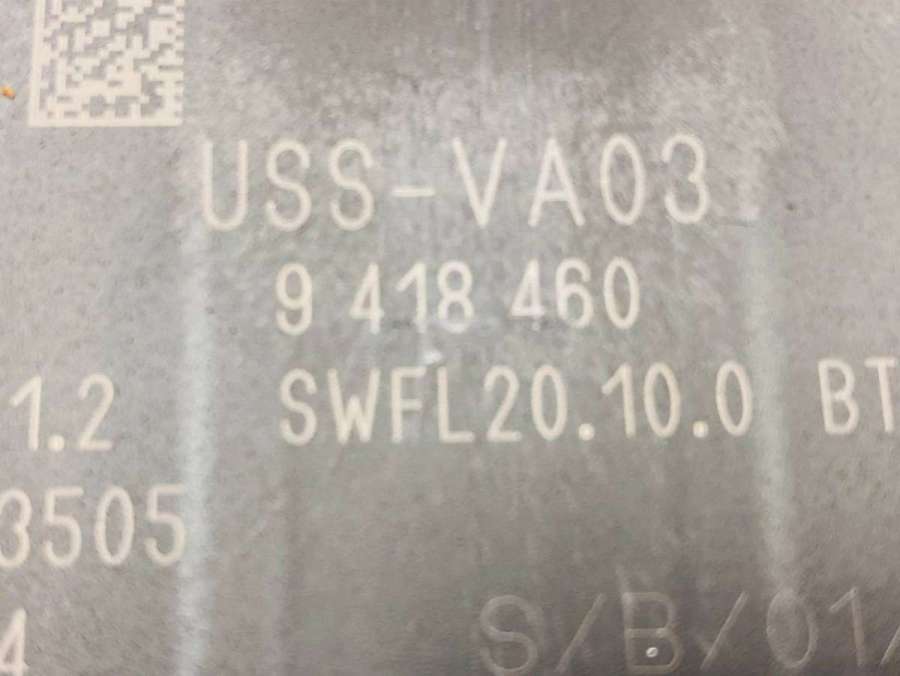 USS-VA03
9 418 460
1.2 SWFL20.10.0 BT
3505
4 S/B/01/